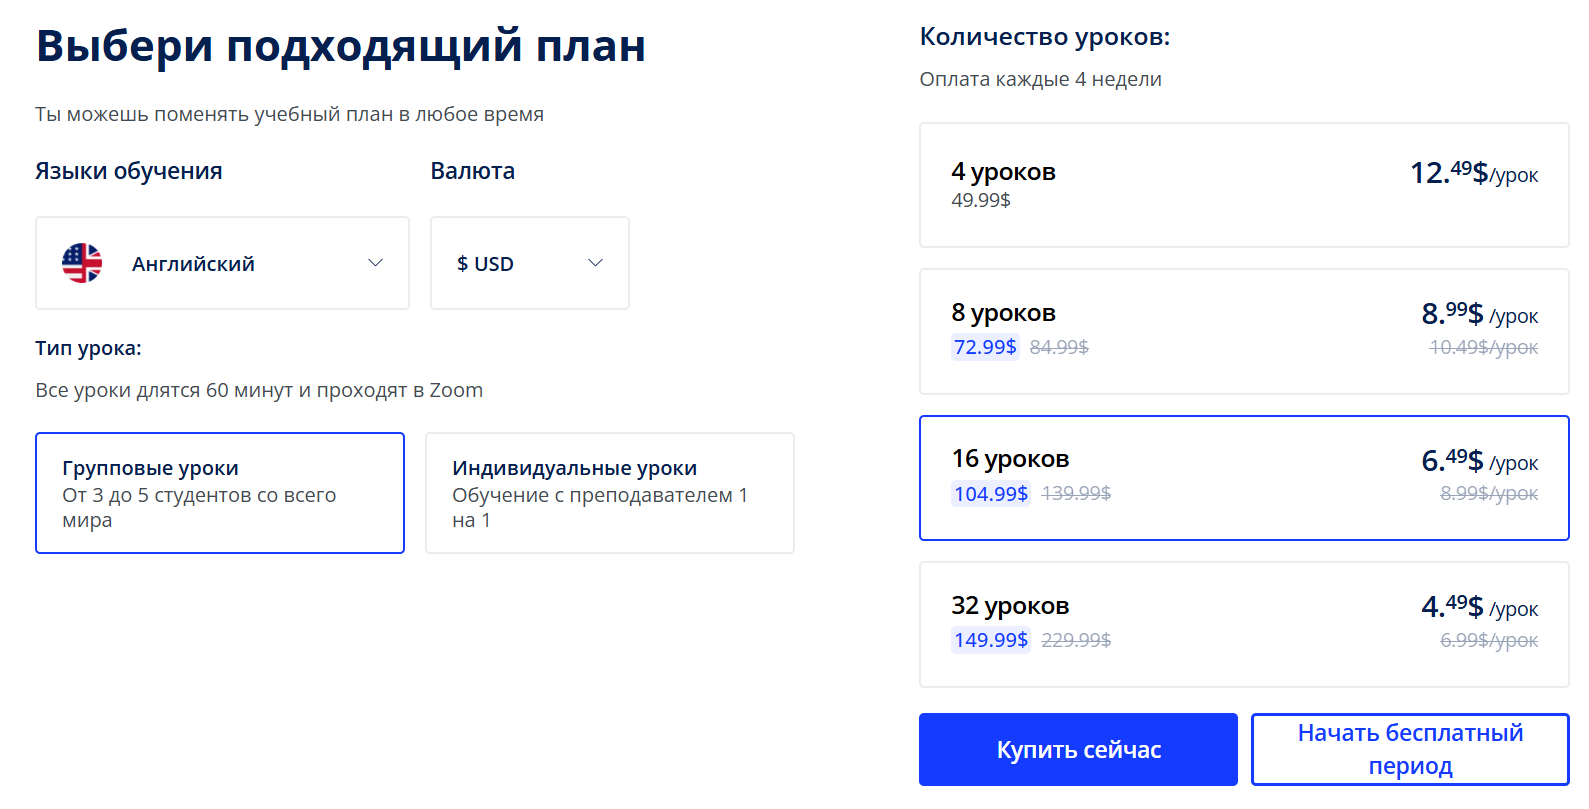 Выбери подходящий план
Ты можешь поменять учебный план в любое время
Языки обучения
Валюта
Английский
$ USD
Тип урока:
Все уроки длятся 60 минут и проходят в Zoom
Групповые уроки
От 3 до 5 студентов со всего
мира
Индивидуальные уроки
Обучение с преподавателем 1
на 1
Количество уроков:
Оплата каждые 4 недели
4 уроков
12.49$/урок
49.99$
8 уроков
8.99$ /урок
72.99$ 84.99$
10.49$/урок
16 уроков
6.49$ /урок
104.99$ 139.99$
8.99$/урок
32 уроков
4.49$ /урок
149.99$ 229.99$
6.99$/урок
Купить сейчас
Начать бесплатный
период